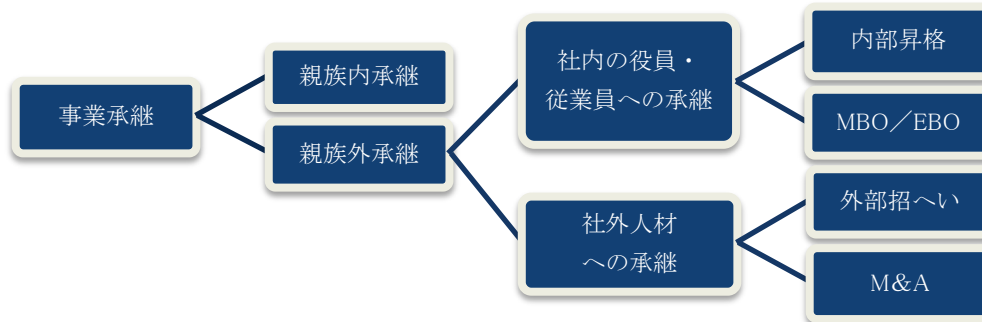 事業承継
親族内承継
親族外承継
社内の役員・
従業員への承継
社外人材
への承継
内部昇格
MBO／EBO
外部招へい
M&A